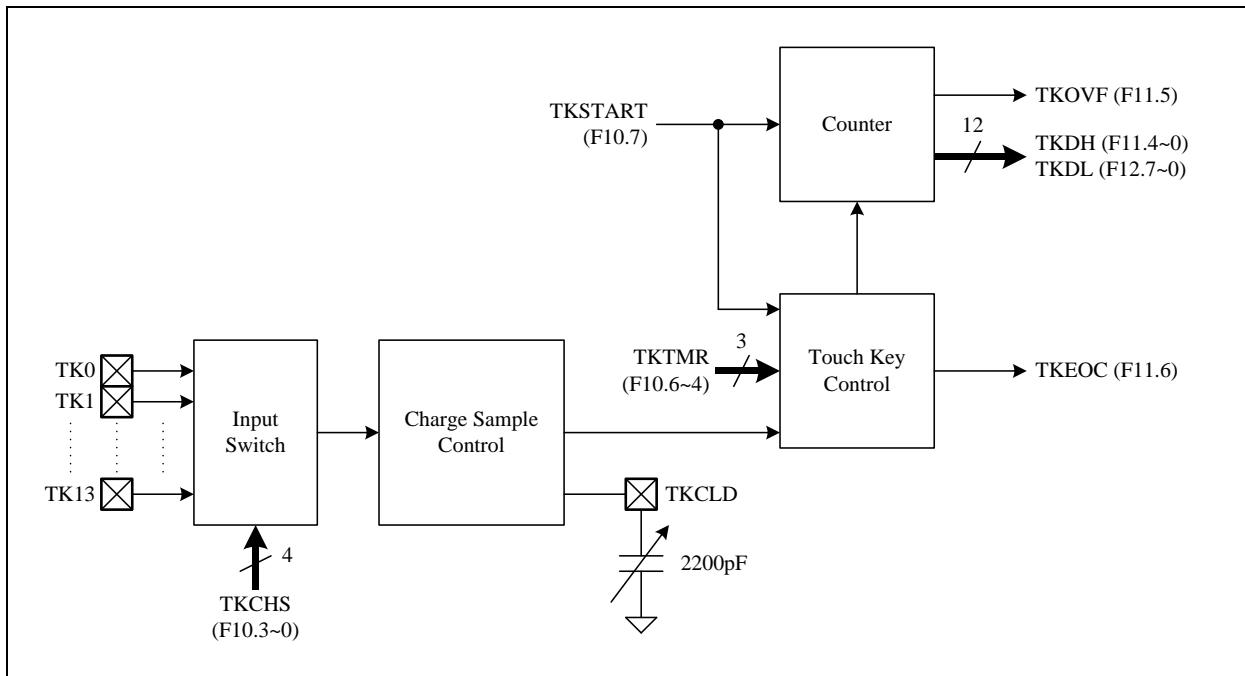 TKSTART
(F10.7)
Counter
TKOVF (F11.5)
12
TKDH (F11.4~0)
TKDL (F12.7~0)
TK0
TK1
TK13
Input
Switch
4
TKCHS
(F10.3~0)
Charge Sample
Control
TKCLD
2200pF
TKTMR
(F10.6~4)
3
Touch Key
Control
TKEOC (F11.6)